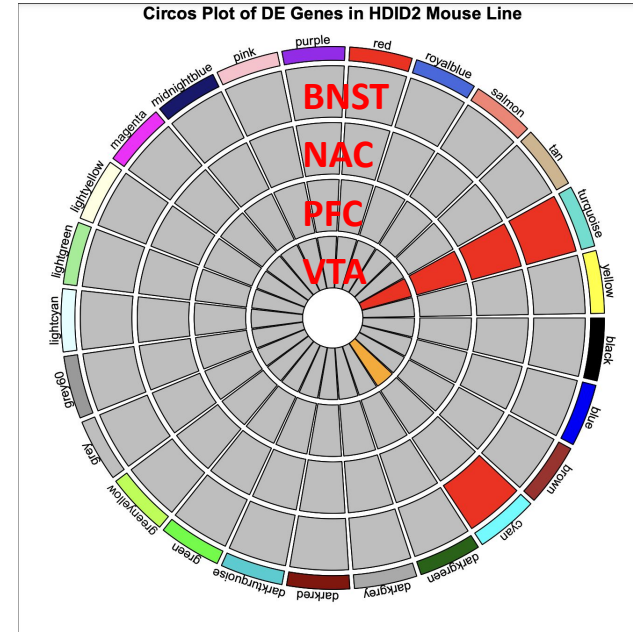 Circos Plot of DE Genes in HDID2 Mouse Line
purple
red
royalblue
salmon
tan
turquoise
yellow
black
blue
brown
cyan
darkgreen
darkgrey
darkred
darkturquoise
green
greenyellow
grey
grey60
lightcyan
lightgreen
lightyellow
magenta
midnightblue
pink
BNST
NAC
PFC
VTA